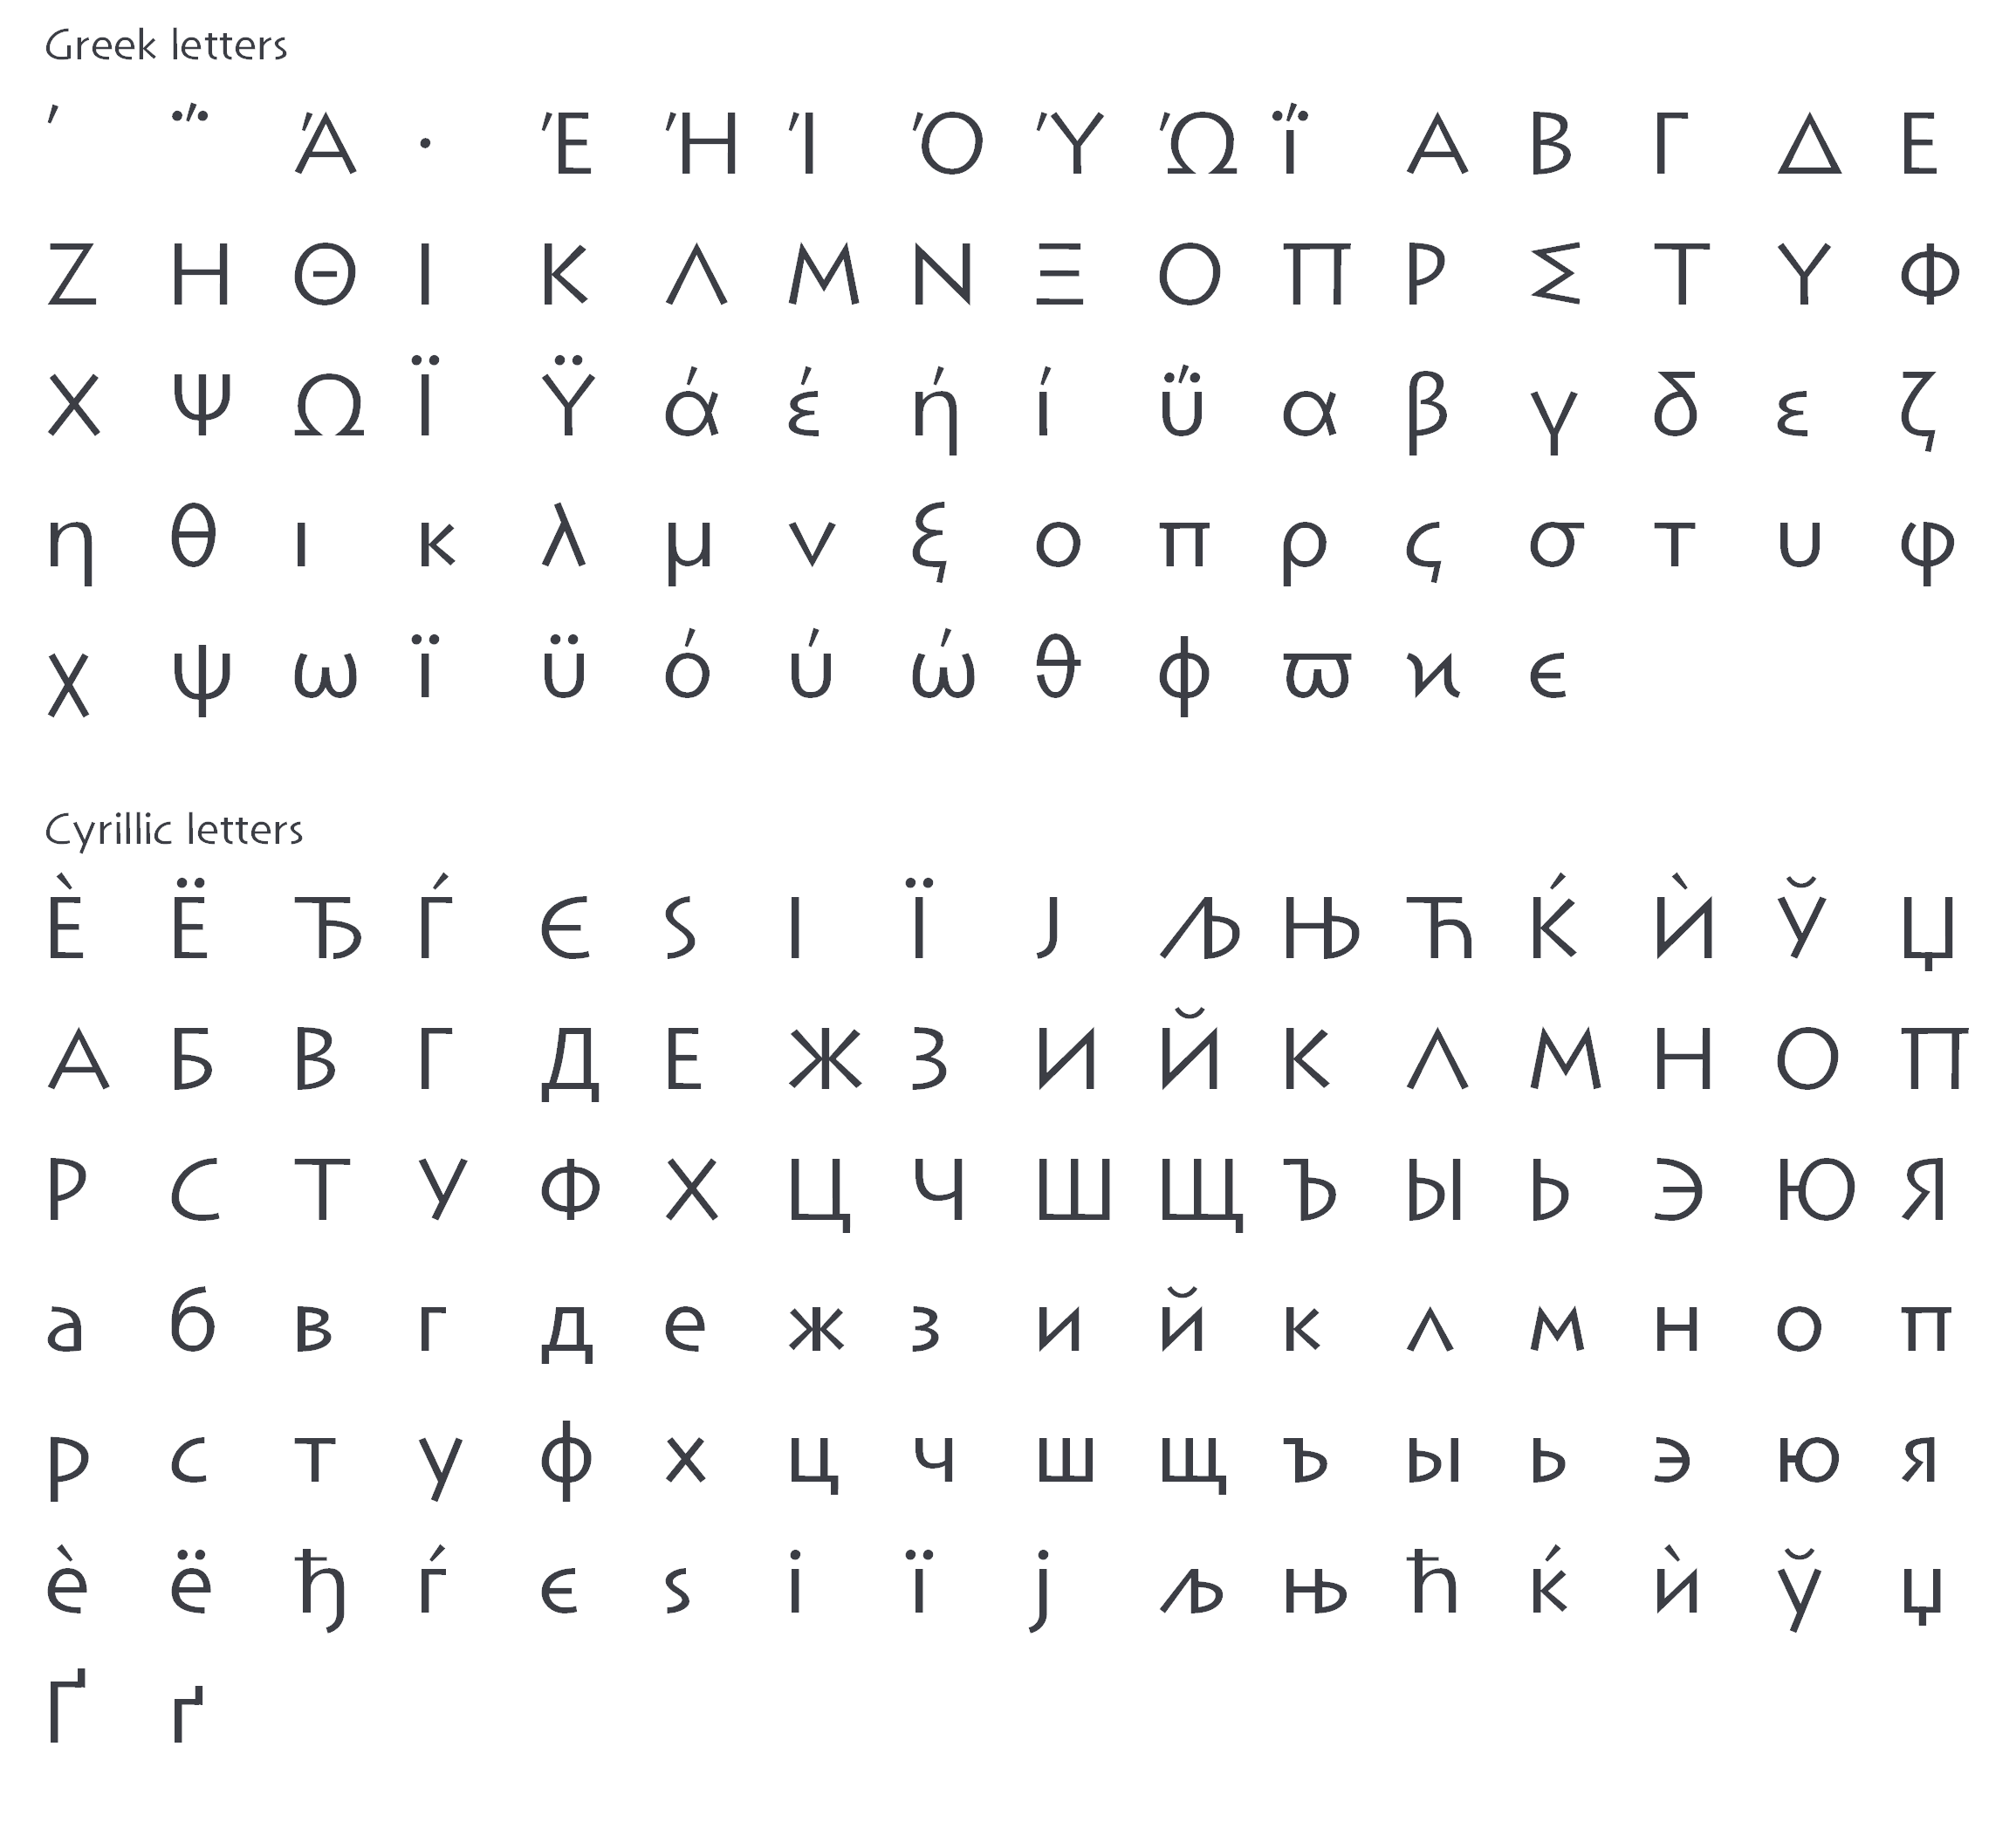 Greek letters
΄ ΅ Ά · Έ Ή Ί Ό Ύ Ώ ΐ Α Β Γ Δ Ε
Ζ Η Θ Ι Κ Λ Μ Ν Ξ Ο Π Ρ Σ Τ Υ Φ
Χ Ψ Ω Ϊ Ϋ ά έ ή ί ΰ α β γ δ ε ζ
η θ ι κ λ μ ν ξ ο π ρ ς σ τ υ φ
χ ψ ω ϊ ϋ ό ύ ώ ϑ ϕ ϖ ϰ ϵ
Cyrillic letters
Ѐ Ё Ђ Ѓ Є Ѕ І Ї Ј Љ Њ Ћ Ќ Ѝ Ў Џ
А Б В Г Д Е Ж З И Й К Л М Н О П
Р С Т У Ф Х Ц Ч Ш Щ Ъ Ы Ь Э Ю Я
а б в г д е ж з и й к л м н о п
р с т у ф х ц ч ш щ ъ ы ь э ю я
ѐ ё ђ ѓ є ѕ і ї ј љ њ ћ ќ ѝ ў џ
Ґ ґ